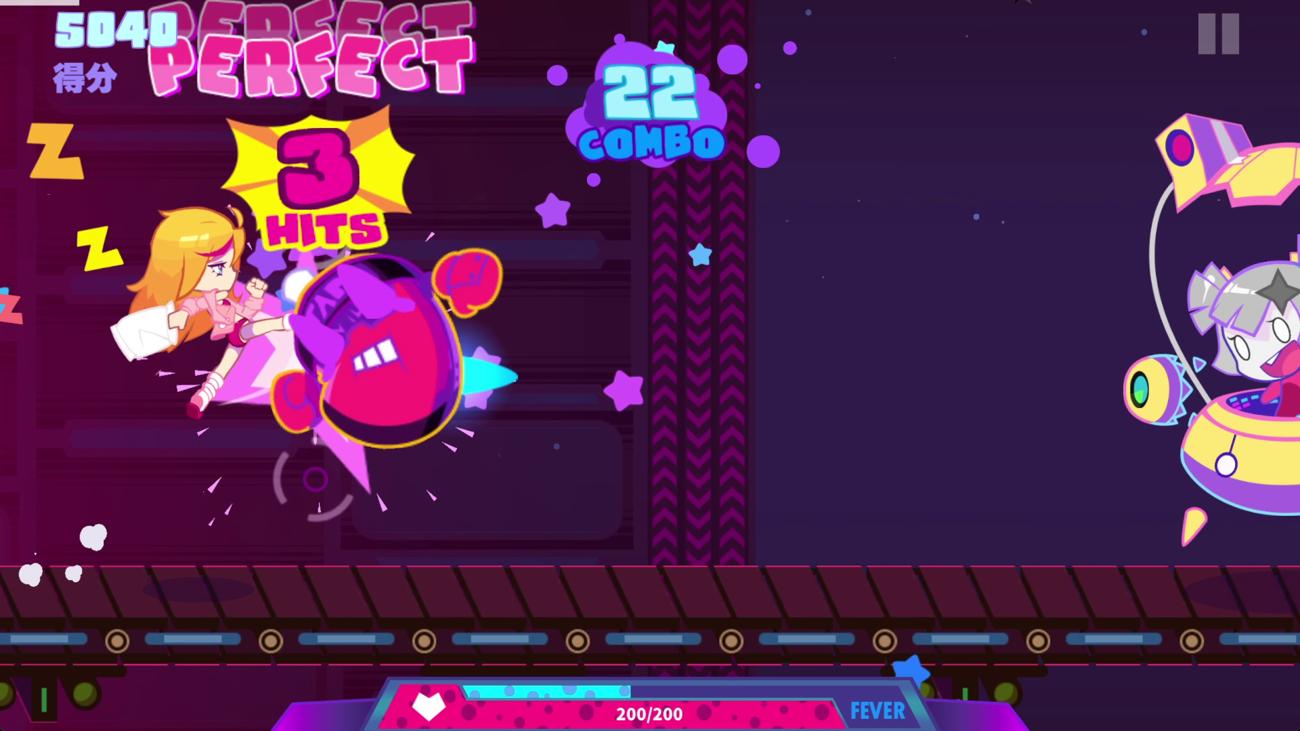 5040
得分
PERFECT
PERFECT
22
COMBO
Z
3
HITS
Z
Z
200/200
FEVER